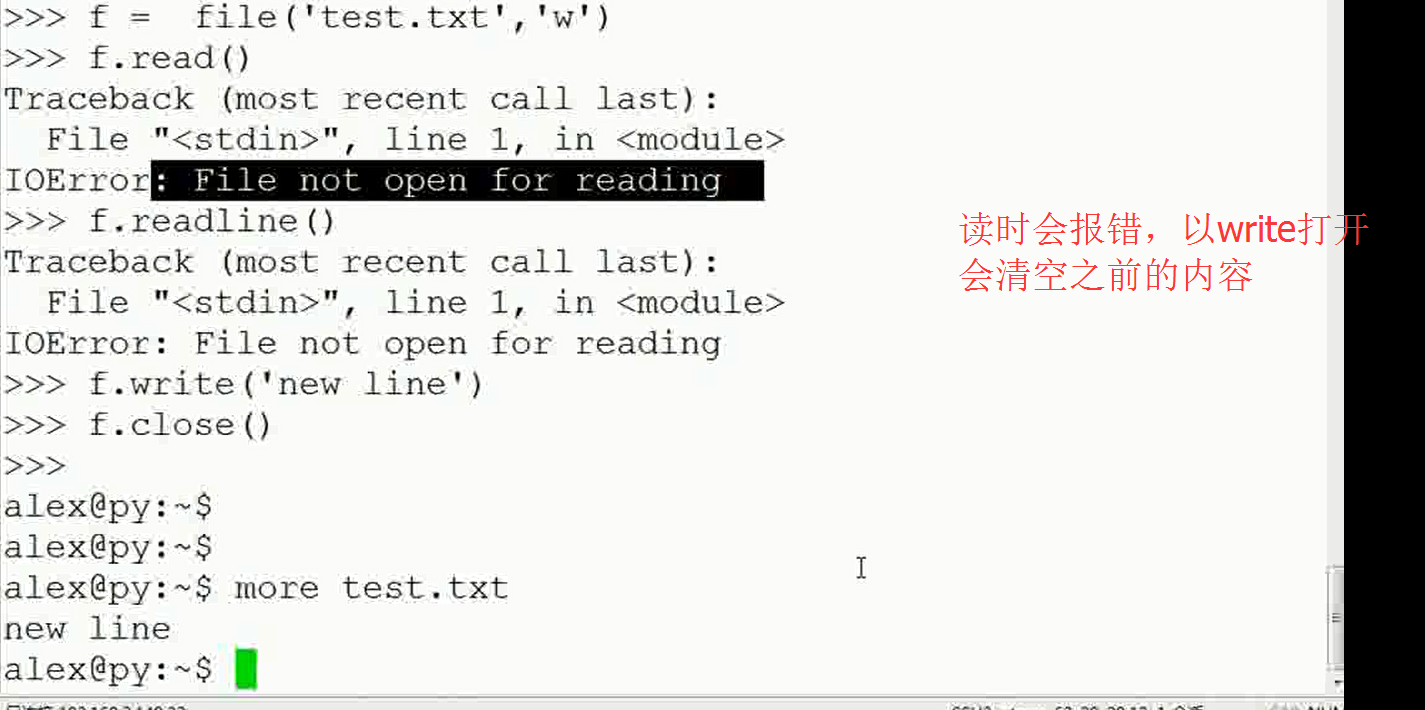 >>> f =  file('test.txt','w')
>>> f.read()
Traceback (most recent call last):
  File "<stdin>", line 1, in <module>
IOError: File not open for reading
>>> f.readline()
Traceback (most recent call last):
  File "<stdin>", line 1, in <module>
IOError: File not open for reading
>>> f.write('new line')
>>> f.close()
>>>
alex@py:~$
alex@py:~$
alex@py:~$ more test.txt
new line
alex@py:~$
读时会报错，以write打开
会清空之前的内容